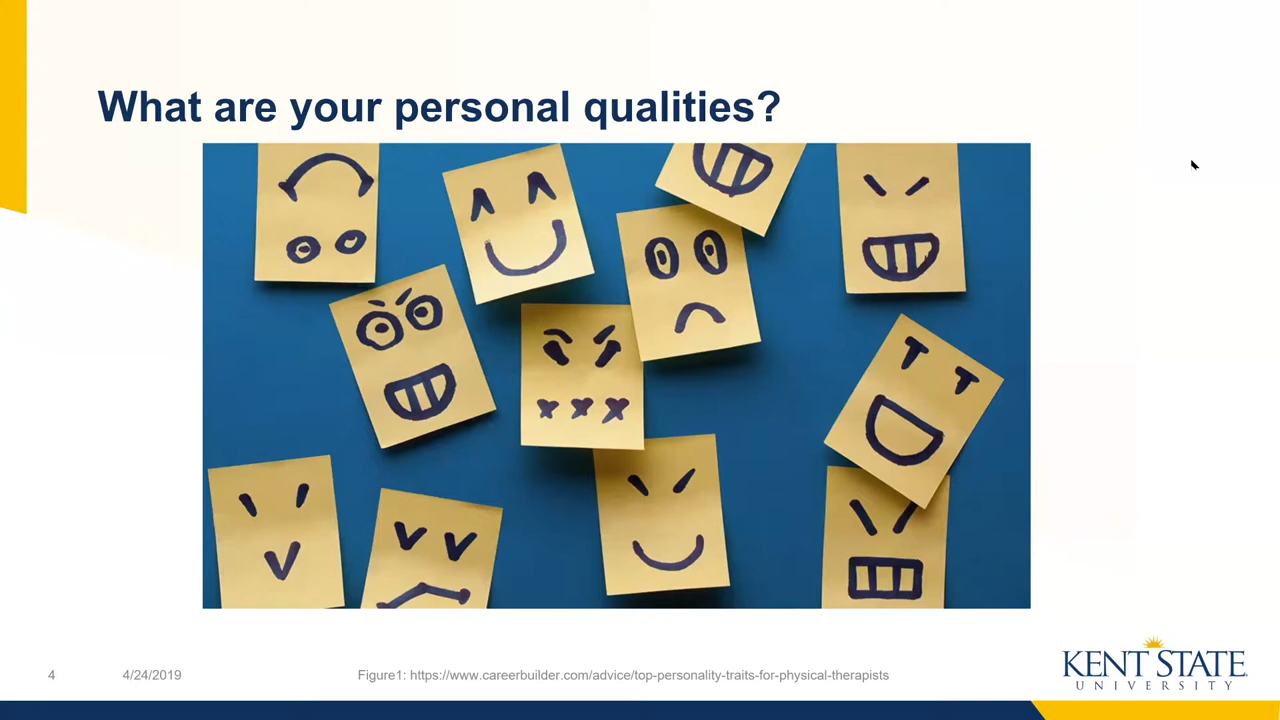 What are your personal qualities?
4
4/24/2019
Figure1: https://www.careerbuilder.com/advice/top-personality-traits-for-physical-therapists
KENT STATE
UNIVERSITY